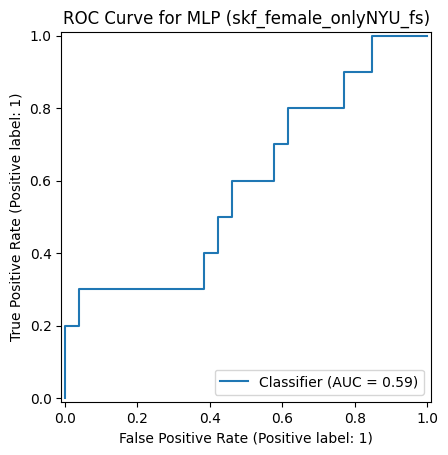 ROC Curve for MLP (skf_female_onlyNYU_fs)
1.0
0.8
0.6
0.4
0.2
0.0
True Positive Rate (Positive label: 1)
Classifier (AUC = 0.59)
0.0 0.2 0.4 0.6 0.8 1.0
False Positive Rate (Positive label: 1)